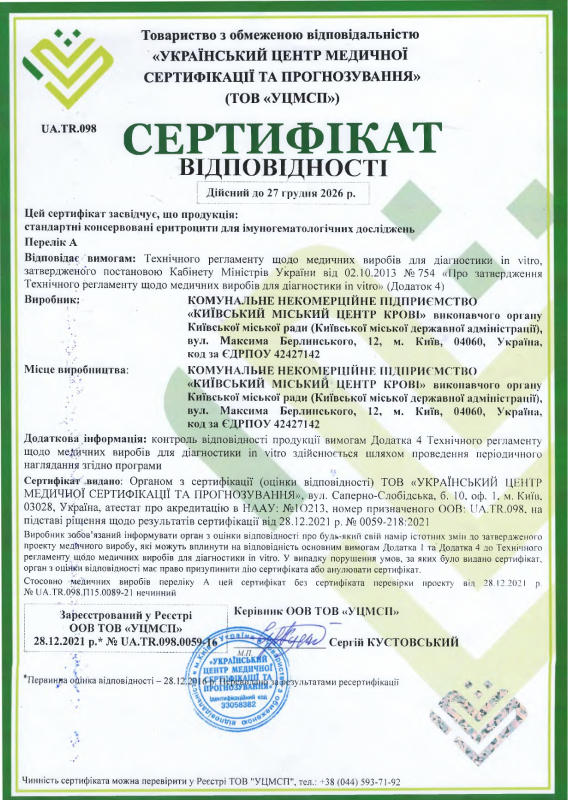 Товариство з обмеженою відповідальністю
«УКРАЇНСЬКИЙ ЦЕНТР МЕДИЧНОЇ
СЕРТИФІКАЦІЇ ТА ПРОГНОЗУВАННЯ»
(ТОВ «УЦМСП»)
UA.TR.098
СЕРТИФІКАТ
ВІДПОВІДНОСТІ
Дійсний до 27 грудня 2026 р.
Цей сертифікат засвідчує, що продукція:
стандартні консервовані еритроцити для імуногематологічних досліджень
Перелік А
Відповідає вимогам: Технічного регламенту щодо медичних виробів для діагностики in vitro,
затвердженого постановою Кабінету Міністрів України від 02.10.2013 № 754 «Про затвердження
Технічного регламенту щодо медичних виробів для діагностики in vitro» (Додаток 4)
Виробник: КОМУНАЛЬНЕ НЕКОМЕРЦІЙНЕ ПІДПРИЄМСТВО
«КИЇВСЬКИЙ МІСЬКИЙ ЦЕНТР КРОВІ» виконавчого органу
Київської міської ради (Київської міської державної адміністрації),
вул. Максима Берлинського, 12, м. Київ, 04060, Україна,
код за ЄДРПОУ 42427142
Місце виробництва: КОМУНАЛЬНЕ НЕКОМЕРЦІЙНЕ ПІДПРИЄМСТВО
«КИЇВСЬКИЙ МІСЬКИЙ ЦЕНТР КРОВІ» виконавчого органу
Київської міської ради (Київської міської державної адміністрації),
вул. Максима Берлинського, 12, м. Київ, 04060, Україна,
код за ЄДРПОУ 42427142
Додаткова інформація: контроль відповідності продукції вимогам Додатка 4 Технічного регламенту
щодо медичних виробів для діагностики in vitro здійснюється шляхом проведення періодичного
наглядання згідно програми
Сертифікат видано: Органом з сертифікації (оцінки відповідності) ТОВ «УКРАЇНСЬКИЙ ЦЕНТР
МЕДИЧНОЇ СЕРТИФІКАЦІЇ ТА ПРОГНОЗУВАННЯ», вул. Саперно-Слобідська, б. 10, оф. 1, м. Київ,
03028, Україна, атестат про акредитацію в НААУ: №1О213, номер призначеного ООВ: UA.TR.098, на
підставі рішення щодо результатів сертифікації від 28.12.2021 р. № 0059-218:2021
Виробник зобов'язаний інформувати орган з оцінки відповідності про будь-який свій намір істотних змін до затвердженого
проекту медичного виробу, які можуть вплинути на відповідність основним вимогам Додатка 1 та Додатка 4 до Технічного
регламенту щодо медичних виробів для діагностики in vitro. У випадку порушення умов, за яких було видано сертифікат,
орган з оцінки відповідності має право призупинити дію сертифікату або анулювати сертифікат.
Стосовно медичних виробів переліку А цей сертифікат без сертифіката перевірки проекту від 28.12.2021 р.
№ UA.TR.098.П15.0089-21 нечинний
Зареєстрований у Реєстрі
ООВ ТОВ «УЦМСП»
28.12.2021 р.* № UA.TR.098.0059-16
Керівник ООВ ТОВ «УЦМСП»
Сергій КУСТОВСЬКИЙ
М.П.
«УКРАЇНСЬКИЙ
ЦЕНТР МЕДИЧНОЇ
СЕРТИФІКАЦІЇ ТА
ПРОГНОЗУВАННЯ»
Ідентифікаційний код
33058382
*Первинна оцінка відповідності – 28.12.2016 р. Перевидано за результатами ресертифікації
Чинність сертифіката можна перевірити у Реєстрі ТОВ "УЦМСП", тел.: +38 (044) 593-71-92